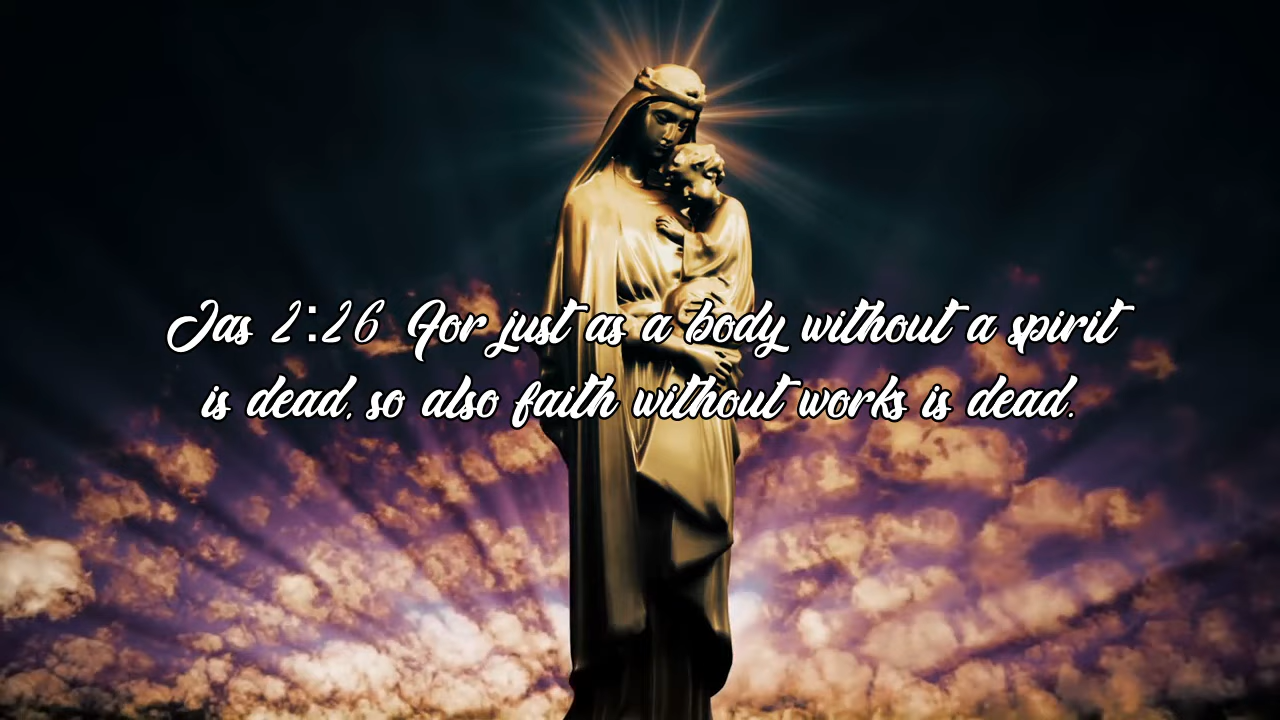 Jas 2:26 For just as a body without a spirit
is dead, so also faith without works is dead.